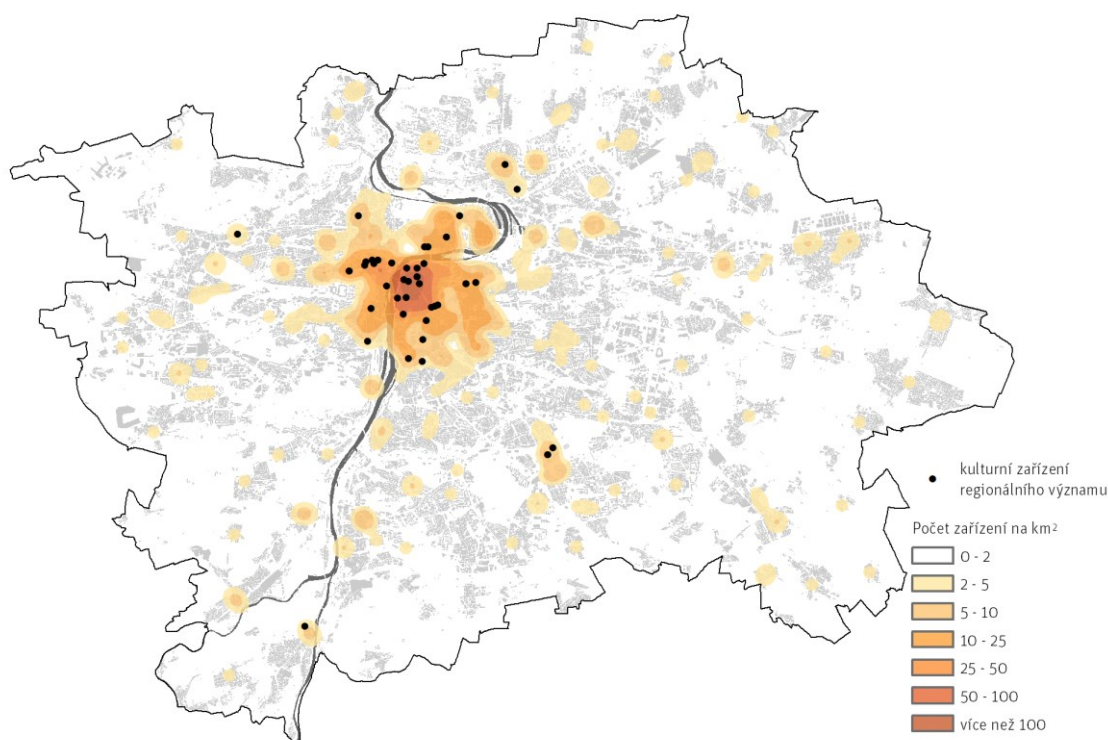 kulturní zařízení
regionálního významu
Počet zařízení na km²
0 - 2
2 - 5
5 - 10
10 - 25
25 - 50
50 - 100
více než 100